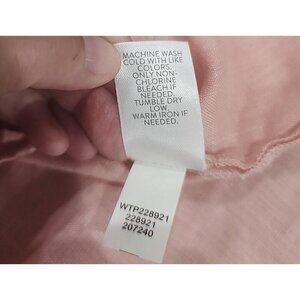 MACHINE WASH
COLD WITH LIKE
COLORS.
ONLY NON-
CHLORINE
BLEACH IF
NEEDED.
TUMBLE DRY
LOW.
WARM IRON IF
NEEDED.
WTP228921
228921
207240